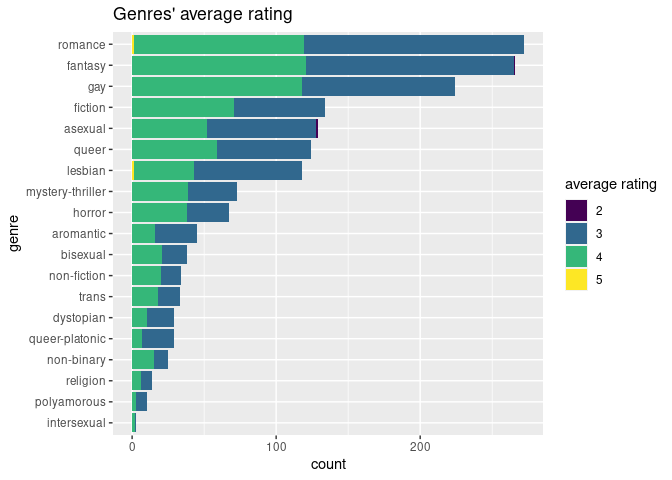 Genres' average rating
genre
romance
fantasy
gay
fiction
asexual
queer
lesbian
mystery-thriller
horror
aromantic
bisexual
non-fiction
trans
dystopian
queer-platonic
non-binary
religion
polyamorous
intersexual
0 100 200
count
average rating
2
3
4
5